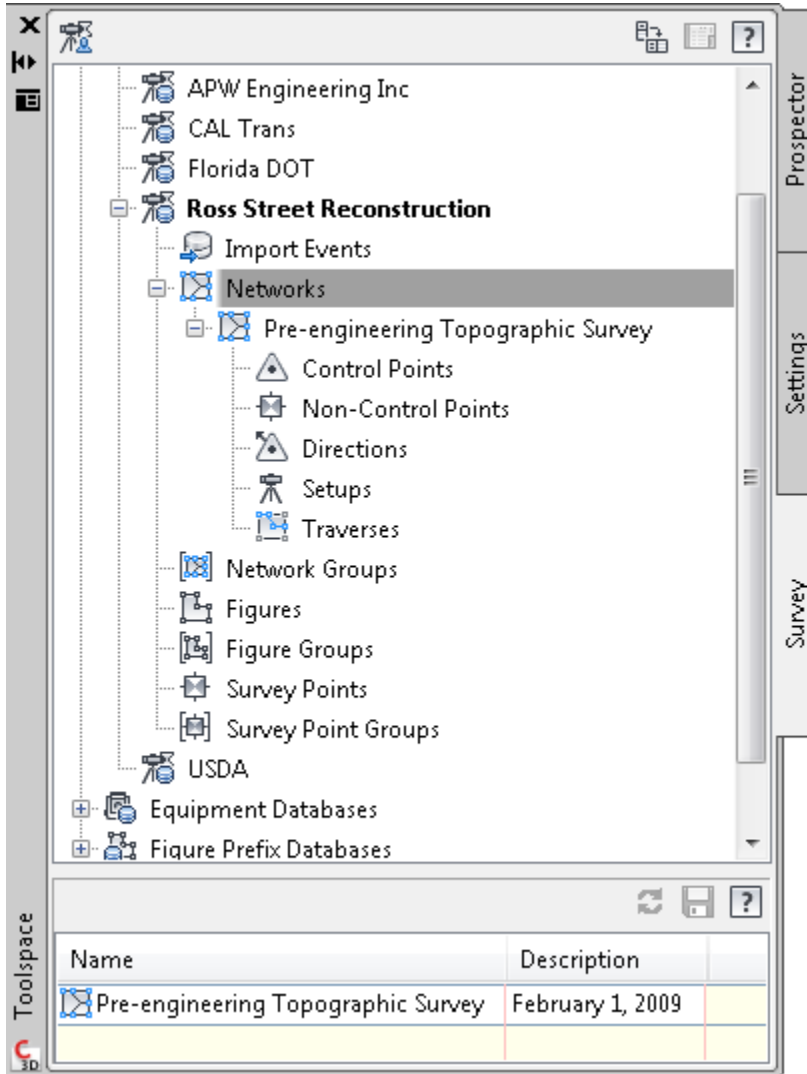 APW Engineering Inc
CAL Trans
Florida DOT
Ross Street Reconstruction
Import Events
Networks
Pre-engineering Topographic Survey
Control Points
Non-Control Points
Directions
Setups
Traverses
Network Groups
Figures
Figure Groups
Survey Points
Survey Point Groups
USDA
Equipment Databases
Figure Prefix Databases
Prospector
Settings
Survey
Name Description
Pre-engineering Topographic Survey February 1, 2009
Toolspace
C
3D